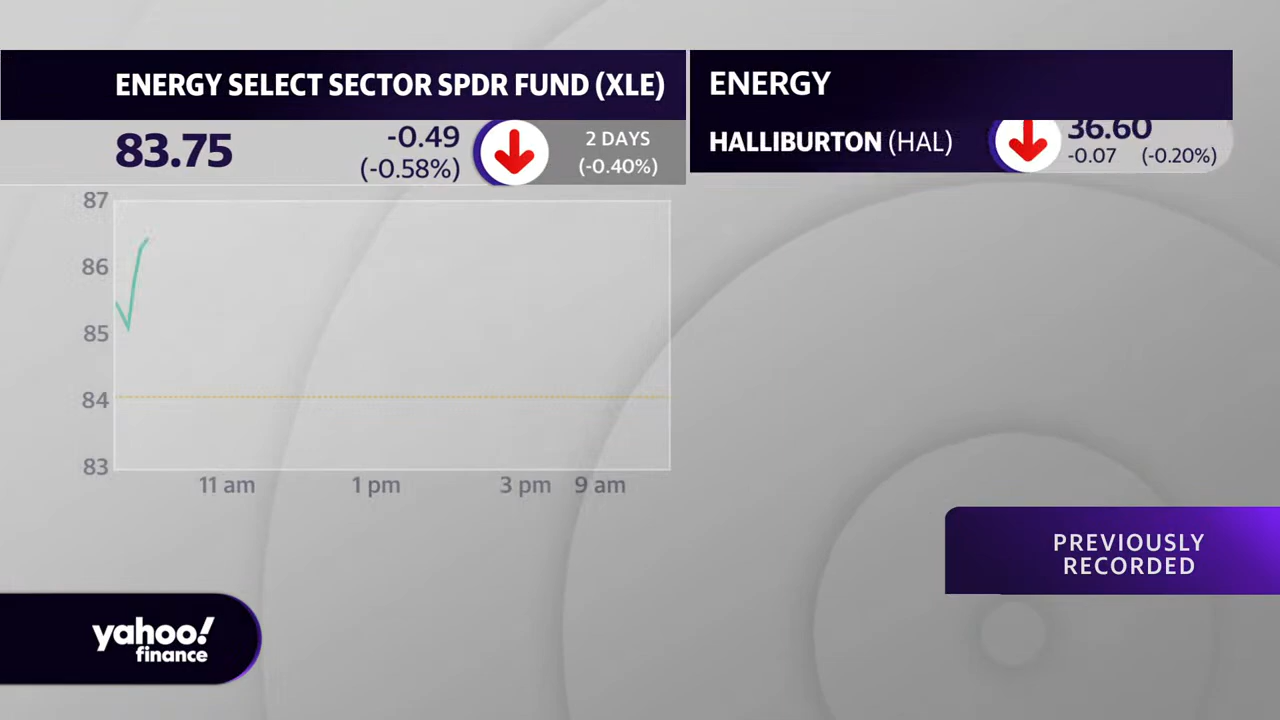 ENERGY SELECT SECTOR SPDR FUND (XLE)
83.75
-0.49
(-0.58%)
2 DAYS
(-0.40%)
ENERGY
HALLIBURTON (HAL)
36.60
-0.07 (-0.20%)
87
86
85
84
83
11 am 1 pm 3 pm 9 am
PREVIOUSLY
RECORDED
yahoo!
finance